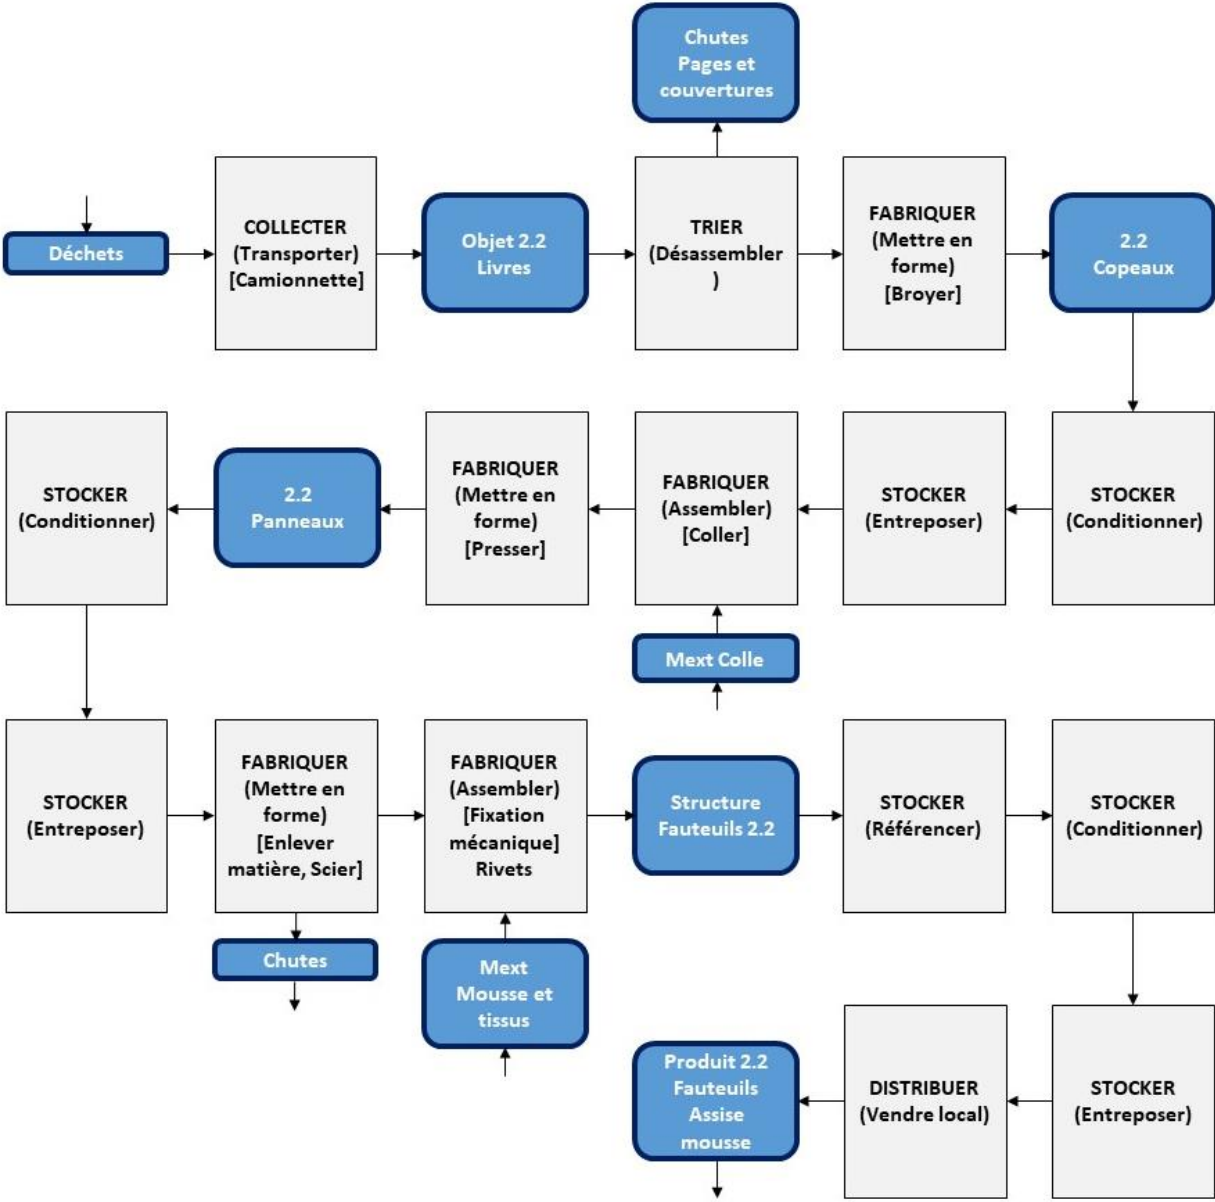 Chutes
Pages et
couvertures
Déchets
COLLECTER
(Transporter)
[Camionnette]
Objet 2.2
Livres
TRIER
(Désassembler
)
FABRIQUER
(Mettre en
forme)
[Broyer]
2.2
Copeaux
STOCKER
(Conditionner)
2.2
Panneaux
FABRIQUER
(Mettre en
forme)
[Presser]
FABRIQUER
(Assembler)
[Coller]
STOCKER
(Entreposer)
STOCKER
(Conditionner)
Mext Colle
STOCKER
(Entreposer)
FABRIQUER
(Mettre en
forme)
[Enlever
matière, Scier]
FABRIQUER
(Assembler)
[Fixation
mécanique]
Rivets
Structure
Fauteuils 2.2
STOCKER
(Référencer)
STOCKER
(Conditionner)
Chutes
Mext
Mousse et
tissus
Produit 2.2
Fauteuils
Assise
mousse
DISTRIBUER
(Vendre local)
STOCKER
(Entreposer)